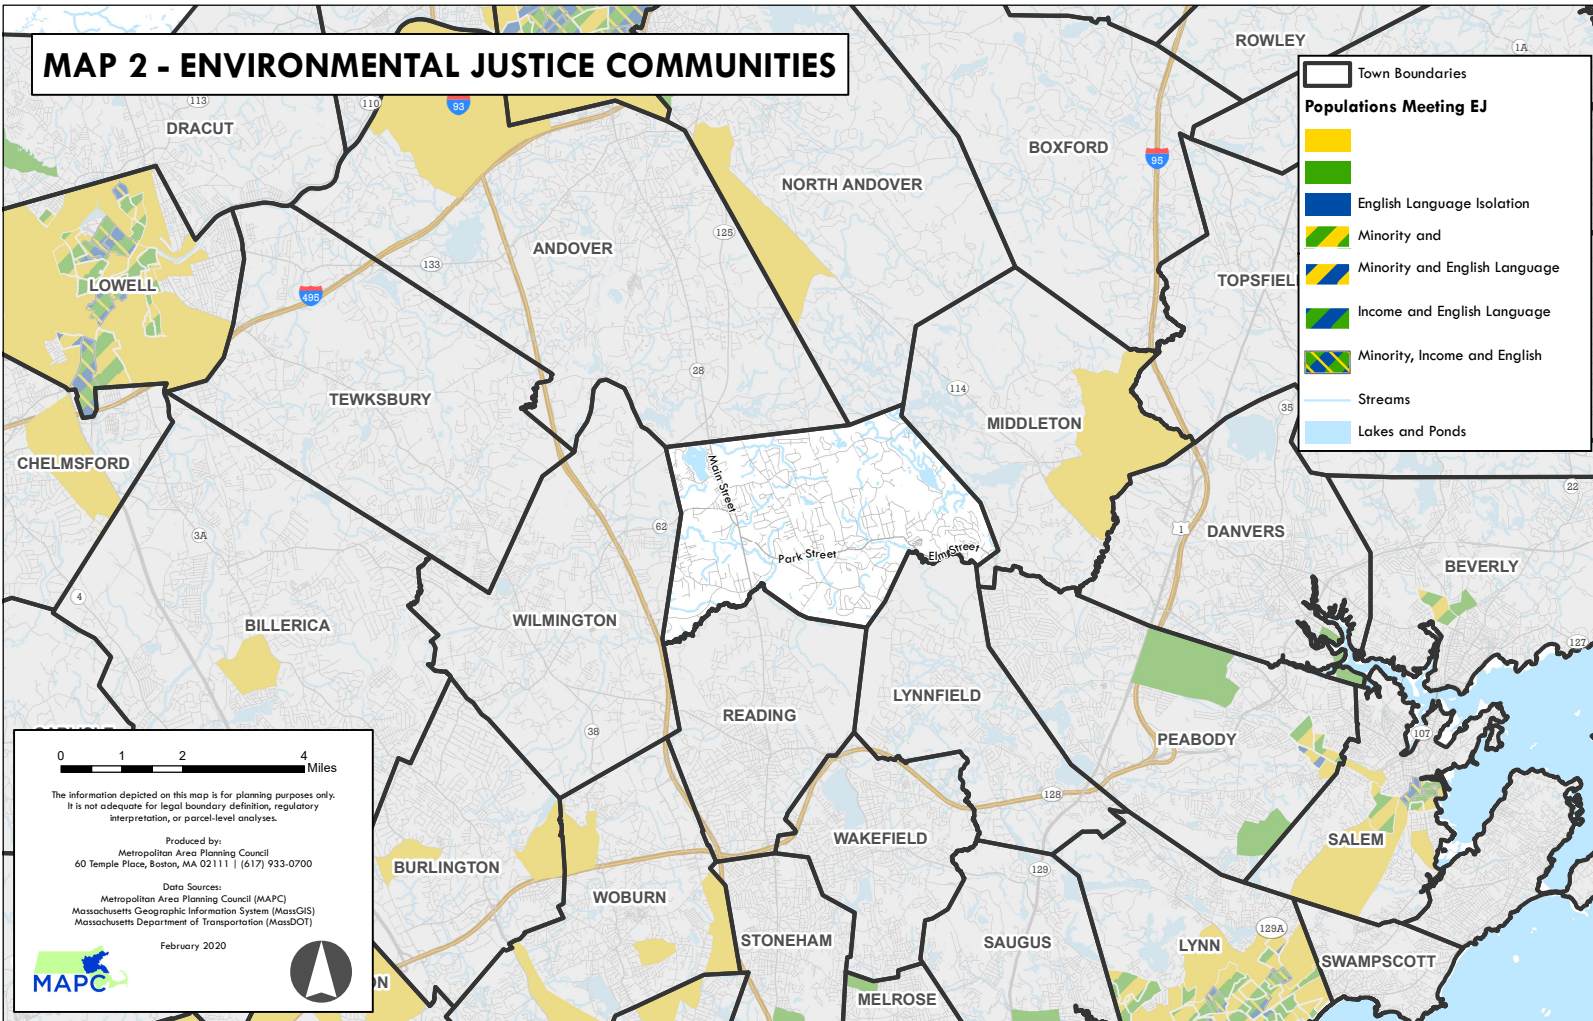 MAP 2 - ENVIRONMENTAL JUSTICE COMMUNITIES
Town Boundaries
Populations Meeting EJ
English Language Isolation
Minority and
Minority and English Language
Income and English Language
Minority, Income and English
Streams
Lakes and Ponds
ROWLEY
1A
113
110
93
DRACUT
BOXFORD
95
NORTH ANDOVER
125
ANDOVER
133
495
LOWELL
TOPSFIEL
28
114
35
TEWKSBURY
MIDDLETON
CHELMSFORD
Main Street
22
62
3A
1
DANVERS
Park Street
Elm Street
BEVERLY
4
BILLERICA
WILMINGTON
127
READING
LYNNFIELD
38
107
PEABODY
128
WAKEFIELD
SALEM
BURLINGTON
129
WOBURN
129A
STONEHAM
SAUGUS
LYNN
SWAMPSCOTT
ON
MELROSE
0 1 2 4
Miles
The information depicted on this map is for planning purposes only.
It is not adequate for legal boundary definition, regulatory
interpretation, or parcel-level analyses.
Produced by:
Metropolitan Area Planning Council
60 Temple Place, Boston, MA 02111 | (617) 933-0700
Data Sources:
Metropolitan Area Planning Council (MAPC)
Massachusetts Geographic Information System (MassGIS)
Massachusetts Department of Transportation (MassDOT)
February 2020
MAPC